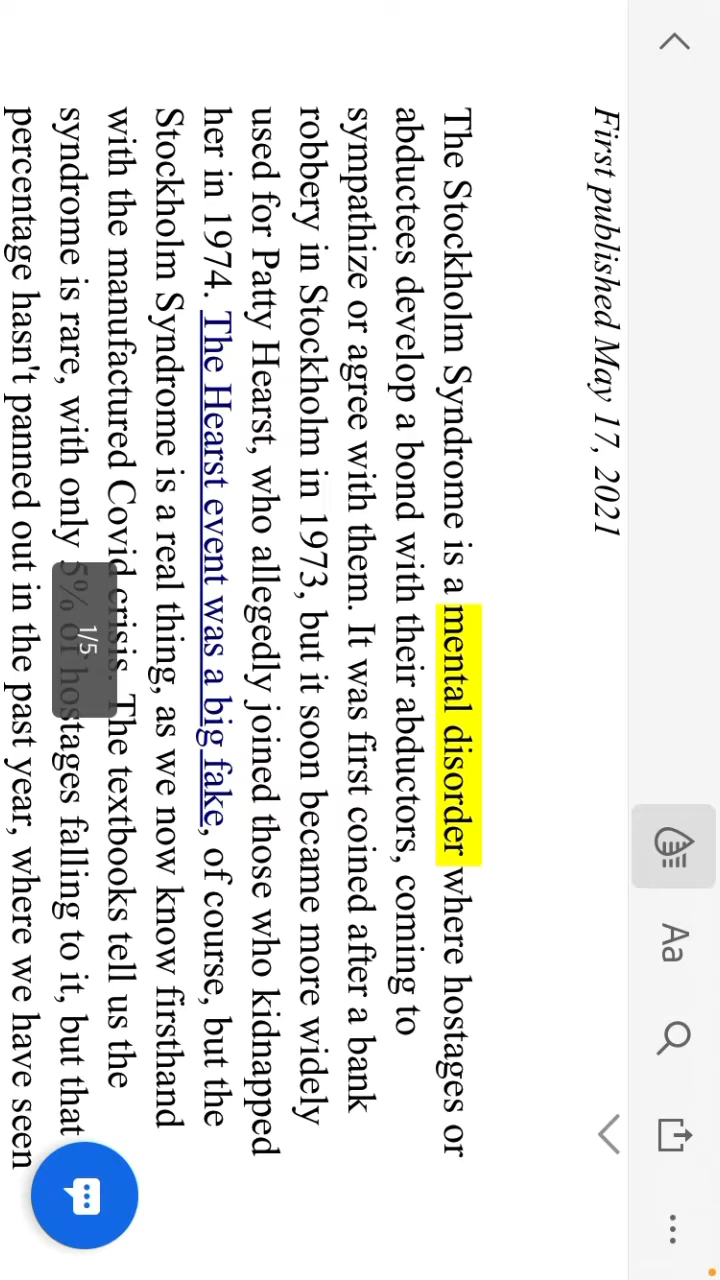 First published May 17, 2021
The Stockholm Syndrome is a mental disorder where hostages or
abductees develop a bond with their abductors, coming to
sympathize or agree with them. It was first coined after a bank
robbery in Stockholm in 1973, but it soon became more widely
used for Patty Hearst, who allegedly joined those who kidnapped
her in 1974. The Hearst event was a big fake, of course, but the
Stockholm Syndrome is a real thing, as we now know firsthand
with the manufactured Covid crisis. The textbooks tell us the
syndrome is rare, with only 5% of hostages falling to it, but that
percentage hasn't panned out in the past year, where we have seen
1/5
Aa